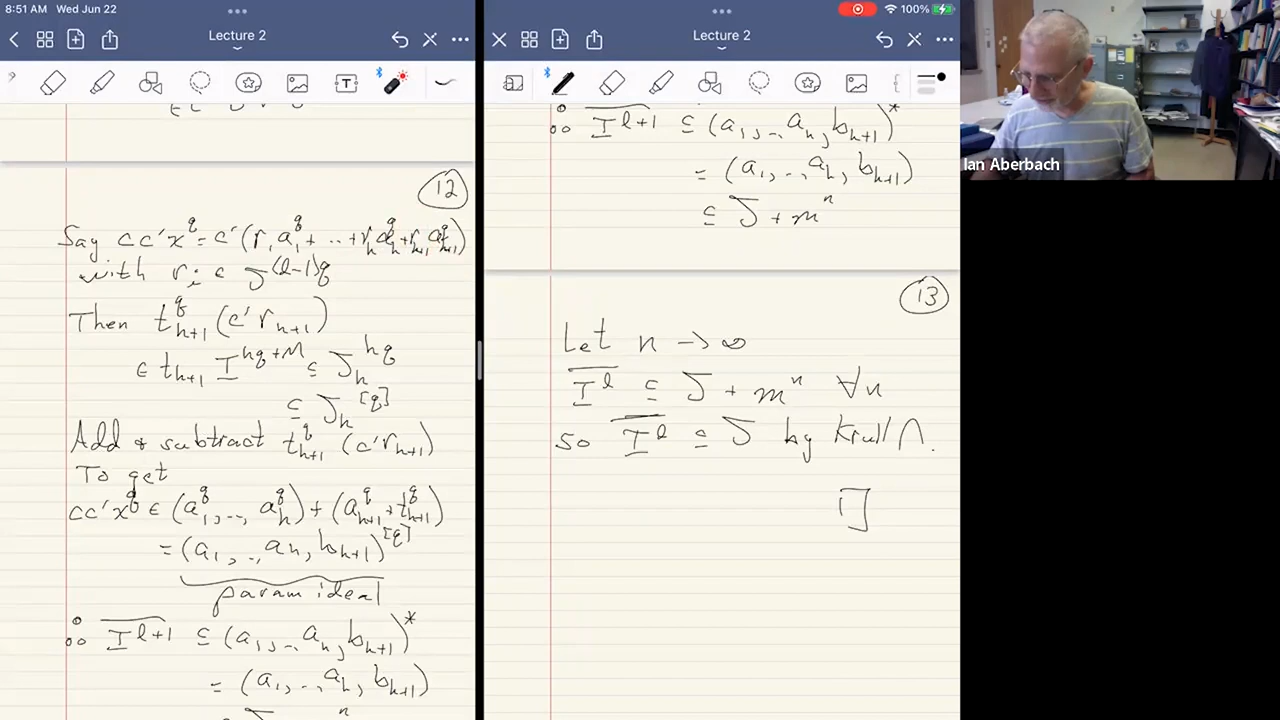 8:51 AM Wed Jun 22
Lecture 2
(12)
Say cc'x^q = c'(r_1 a_1^q + ... + r_h a_h^q + r_{h+1} a_{h+1}^q)
with r_i ∈ J^{(l-1)q}
Then t_{h+1}^q (c' r_{h+1})
∈ t_{h+1} I^{hq+M} ⊆ J_h^{hq}
⊆ J_h^{[q]}
Add & subtract t_{h+1}^q (c' r_{h+1})
To get
cc'x^q ∈ (a_1^q, .., a_h^q) + (a_{h+1}^q + t_{h+1}^q)
= (a_1, .., a_h, b_{h+1})^{[q]}
param ideal
∴ \overline{I^{l+1}} ⊆ (a_1, .., a_h, b_{h+1})^*
= (a_1, .., a_h, b_{h+1})
100%
Lecture 2
∴ \overline{I^{l+1}} ⊆ (a_1, .., a_h, b_{h+1})^*
= (a_1, .., a_h, b_{h+1})
⊆ J + m^n
(13)
Let n → ∞
\overline{I^l} ⊆ J + m^n ∀n
so \overline{I^l} ⊆ J by Krull ∩.
Ian Aberbach